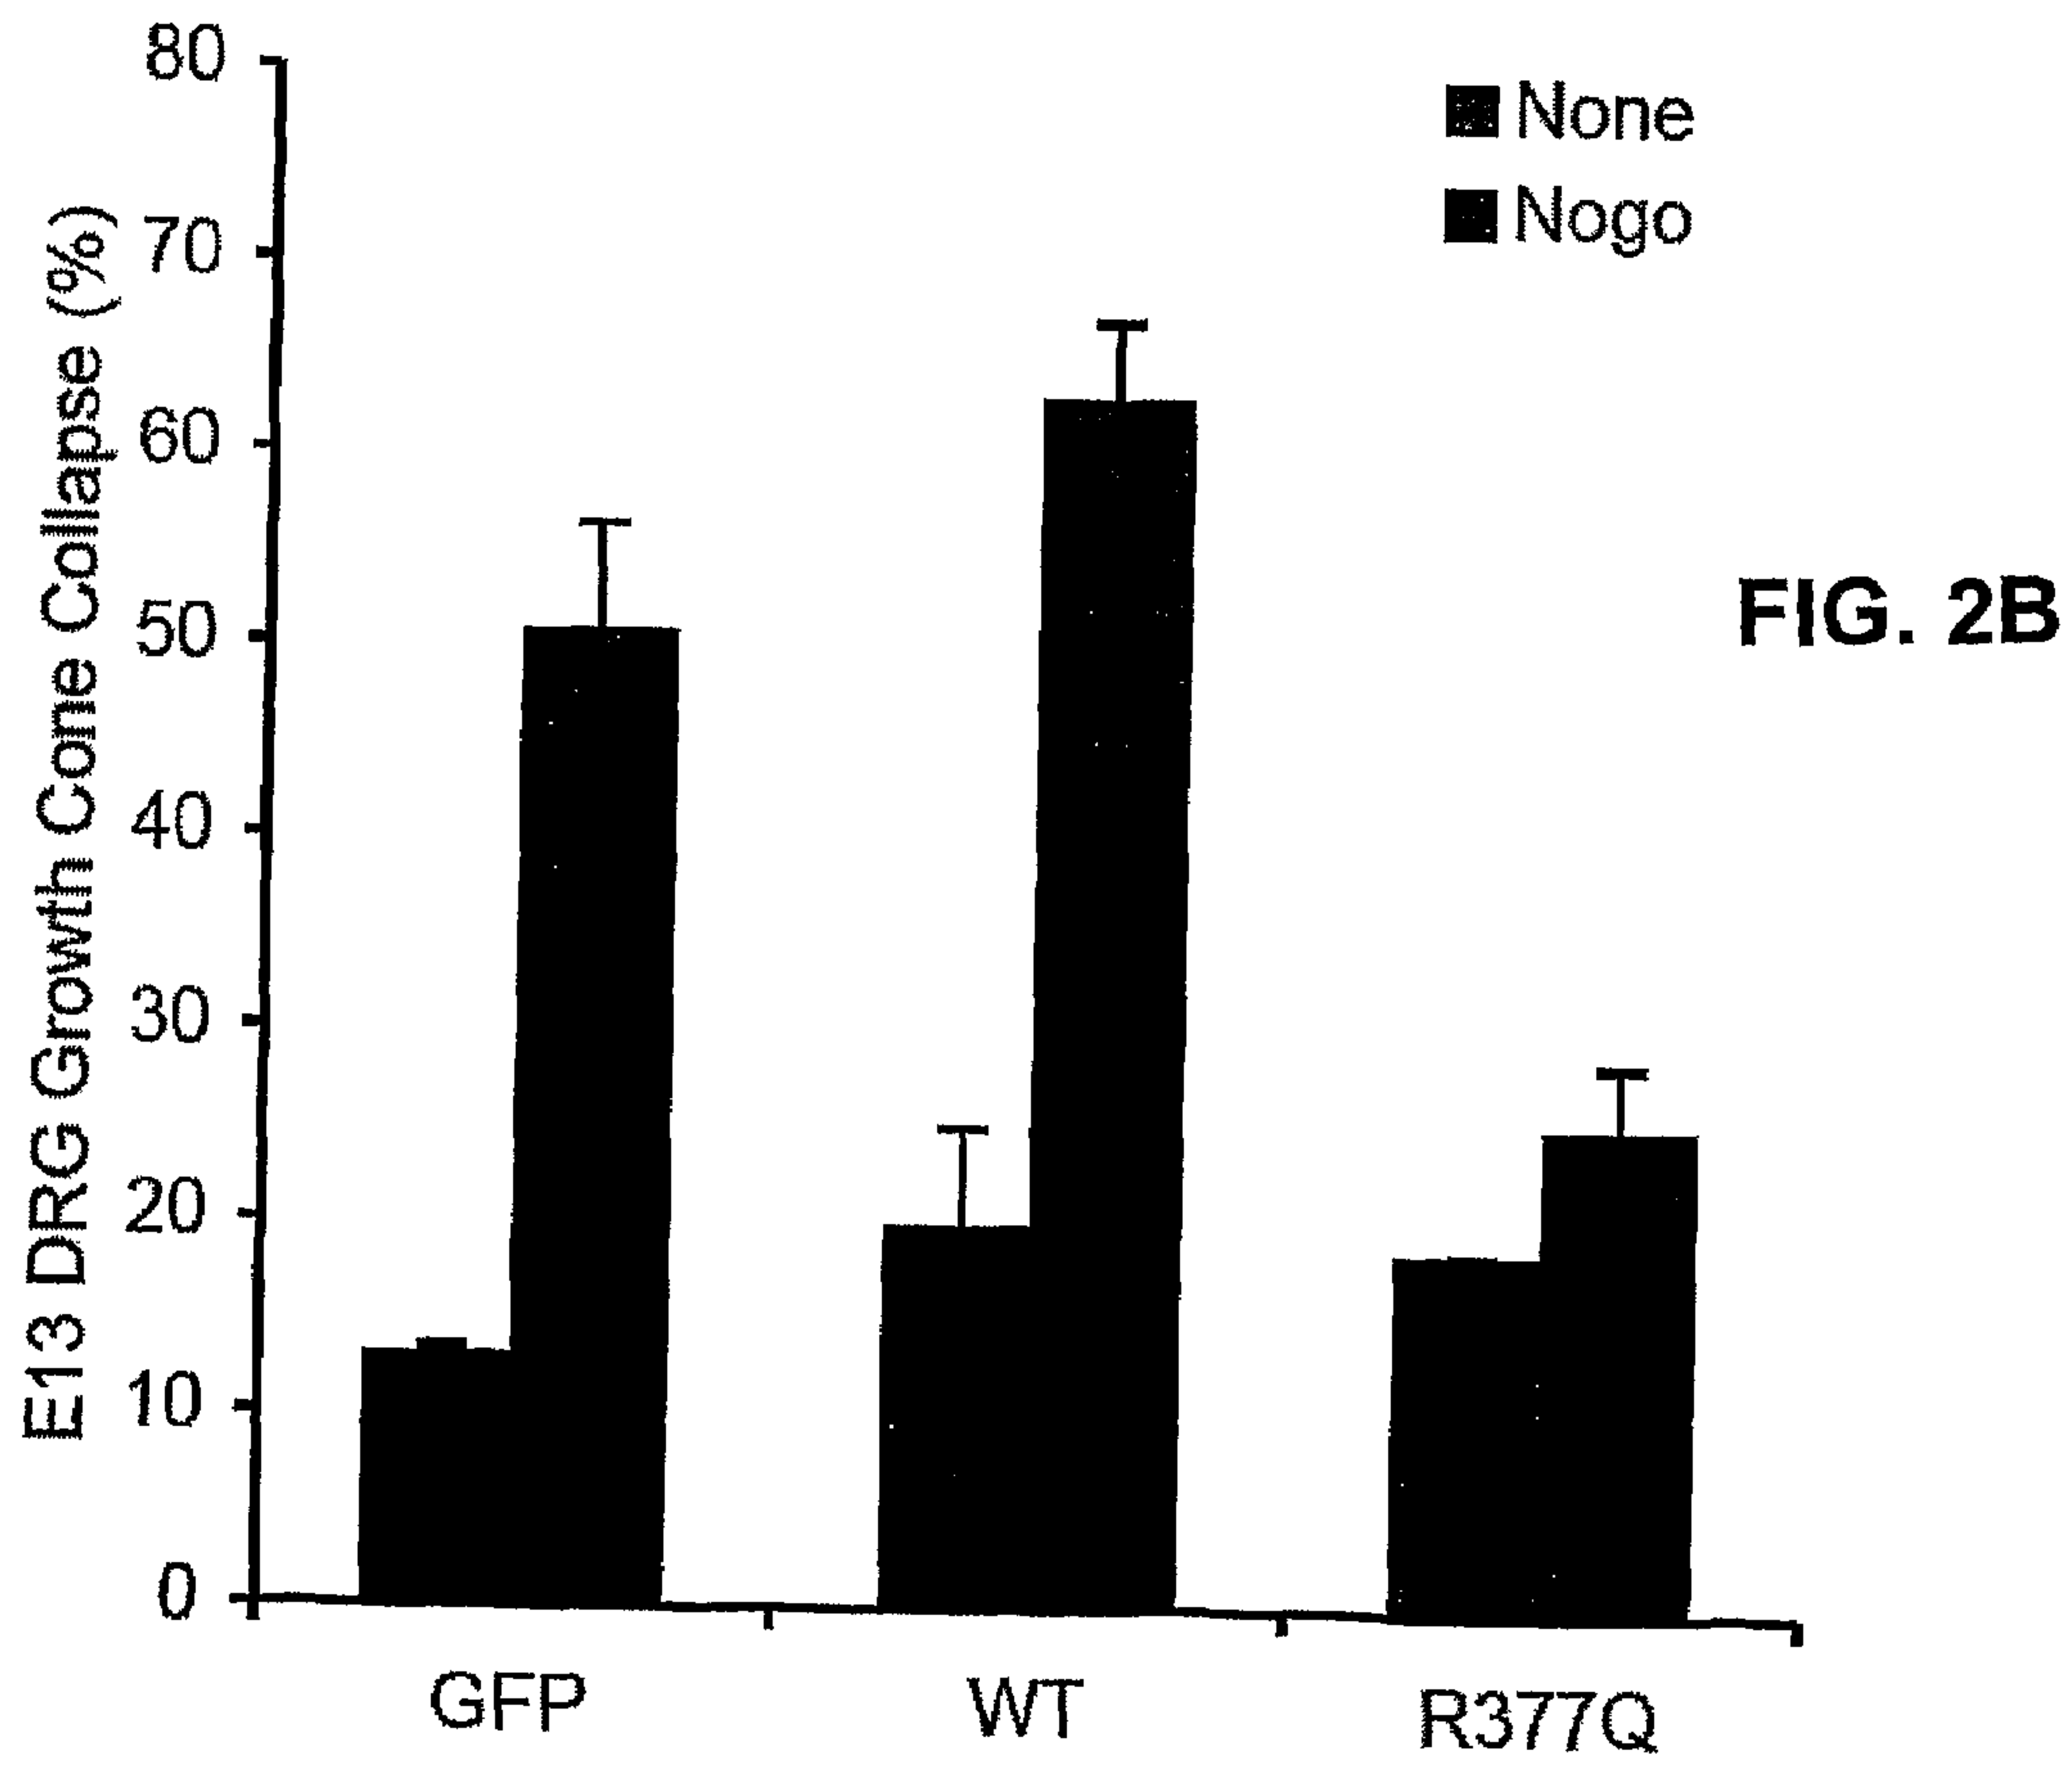 E13 DRG Growth Cone Collapse (%)
80
70
60
50
40
30
20
10
0
None
Nogo
FIG. 2B
GFP
WT
R377Q